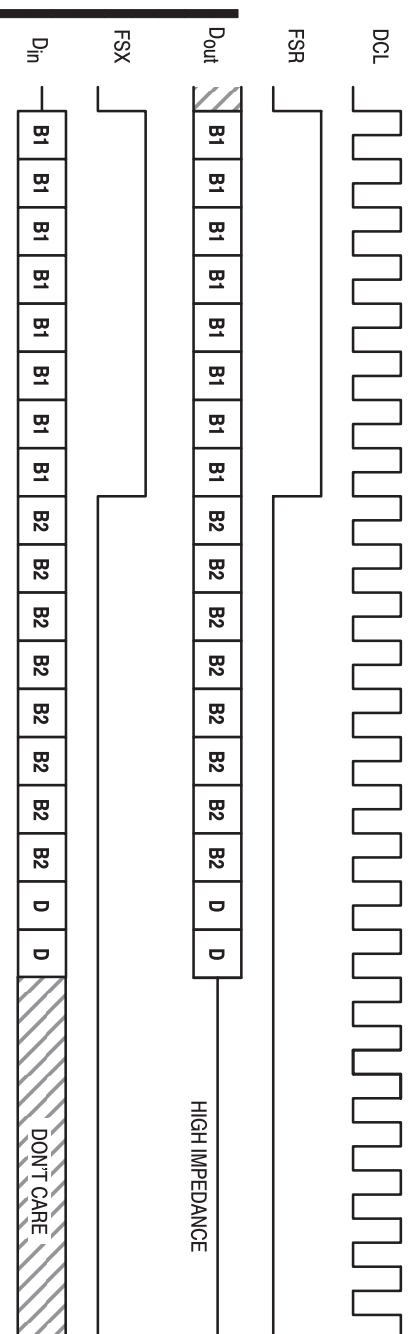 DCL
FSR
Dout B1 B1 B1 B1 B1 B1 B1 B1 B2 B2 B2 B2 B2 B2 B2 B2 D D HIGH IMPEDANCE
FSX
Din B1 B1 B1 B1 B1 B1 B1 B1 B2 B2 B2 B2 B2 B2 B2 B2 D D DON'T CARE